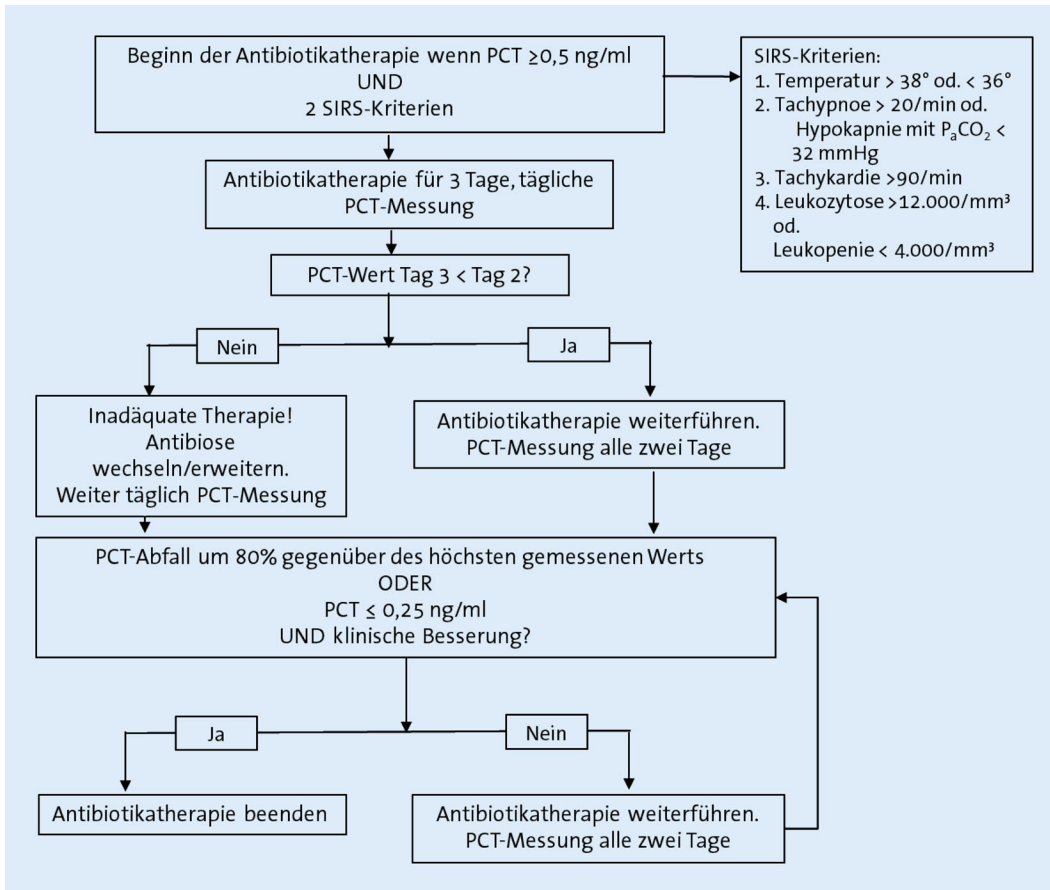 Beginn der Antibiotikatherapie wenn PCT ≥0,5 ng/ml
UND
2 SIRS-Kriterien
SIRS-Kriterien:
1. Temperatur > 38° od. < 36°
2. Tachypnoe > 20/min od.
Hypokapnie mit PₐCO₂ <
32 mmHg
3. Tachykardie >90/min
4. Leukozytose >12.000/mm³
od.
Leukopenie < 4.000/mm³
Antibiotikatherapie für 3 Tage, tägliche
PCT-Messung
PCT-Wert Tag 3 < Tag 2?
Nein
Ja
Inadäquate Therapie!
Antibiose
wechseln/erweitern.
Weiter täglich PCT-Messung
Antibiotikatherapie weiterführen.
PCT-Messung alle zwei Tage
PCT-Abfall um 80% gegenüber des höchsten gemessenen Werts
ODER
PCT ≤ 0,25 ng/ml
UND klinische Besserung?
Ja
Nein
Antibiotikatherapie beenden
Antibiotikatherapie weiterführen.
PCT-Messung alle zwei Tage